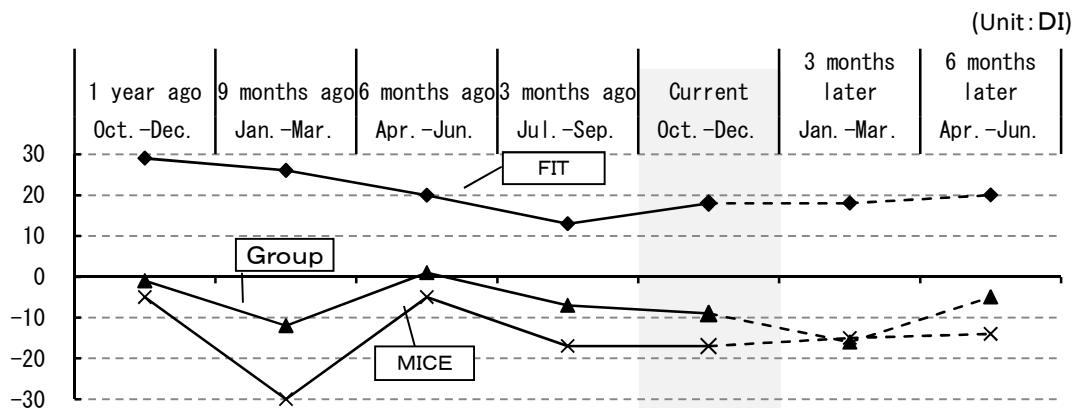 (Unit：DI)
3 months 6 months
1 year ago 9 months ago 6 months ago 3 months ago Current later later
Oct.-Dec. Jan.-Mar. Apr.-Jun. Jul.-Sep. Oct.-Dec. Jan.-Mar. Apr.-Jun.
30
FIT
20
10
Group
0
-10
MICE
-20
-30